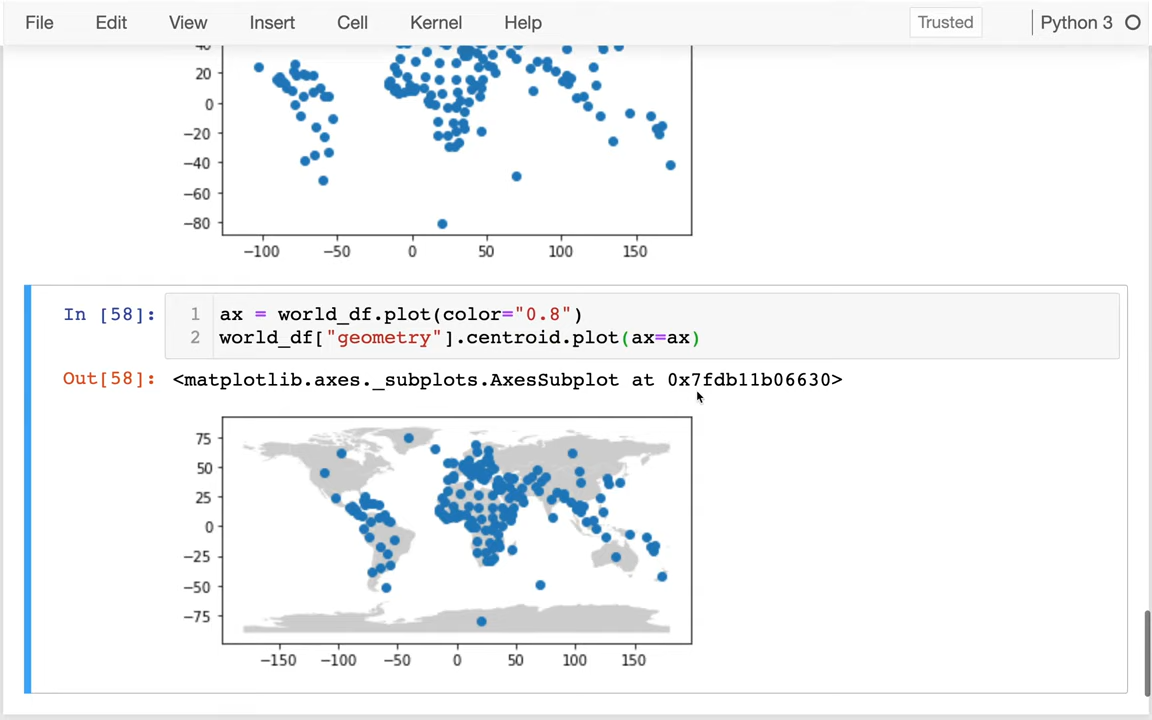 File Edit View Insert Cell Kernel Help Trusted Python 3
40
20
0
−20
−40
−60
−80
−100 −50 0 50 100 150
In [58]: 1 ax = world_df.plot(color="0.8")
2 world_df["geometry"].centroid.plot(ax=ax)
Out[58]: <matplotlib.axes._subplots.AxesSubplot at 0x7fdb11b06630>
75
50
25
0
−25
−50
−75
−150 −100 −50 0 50 100 150